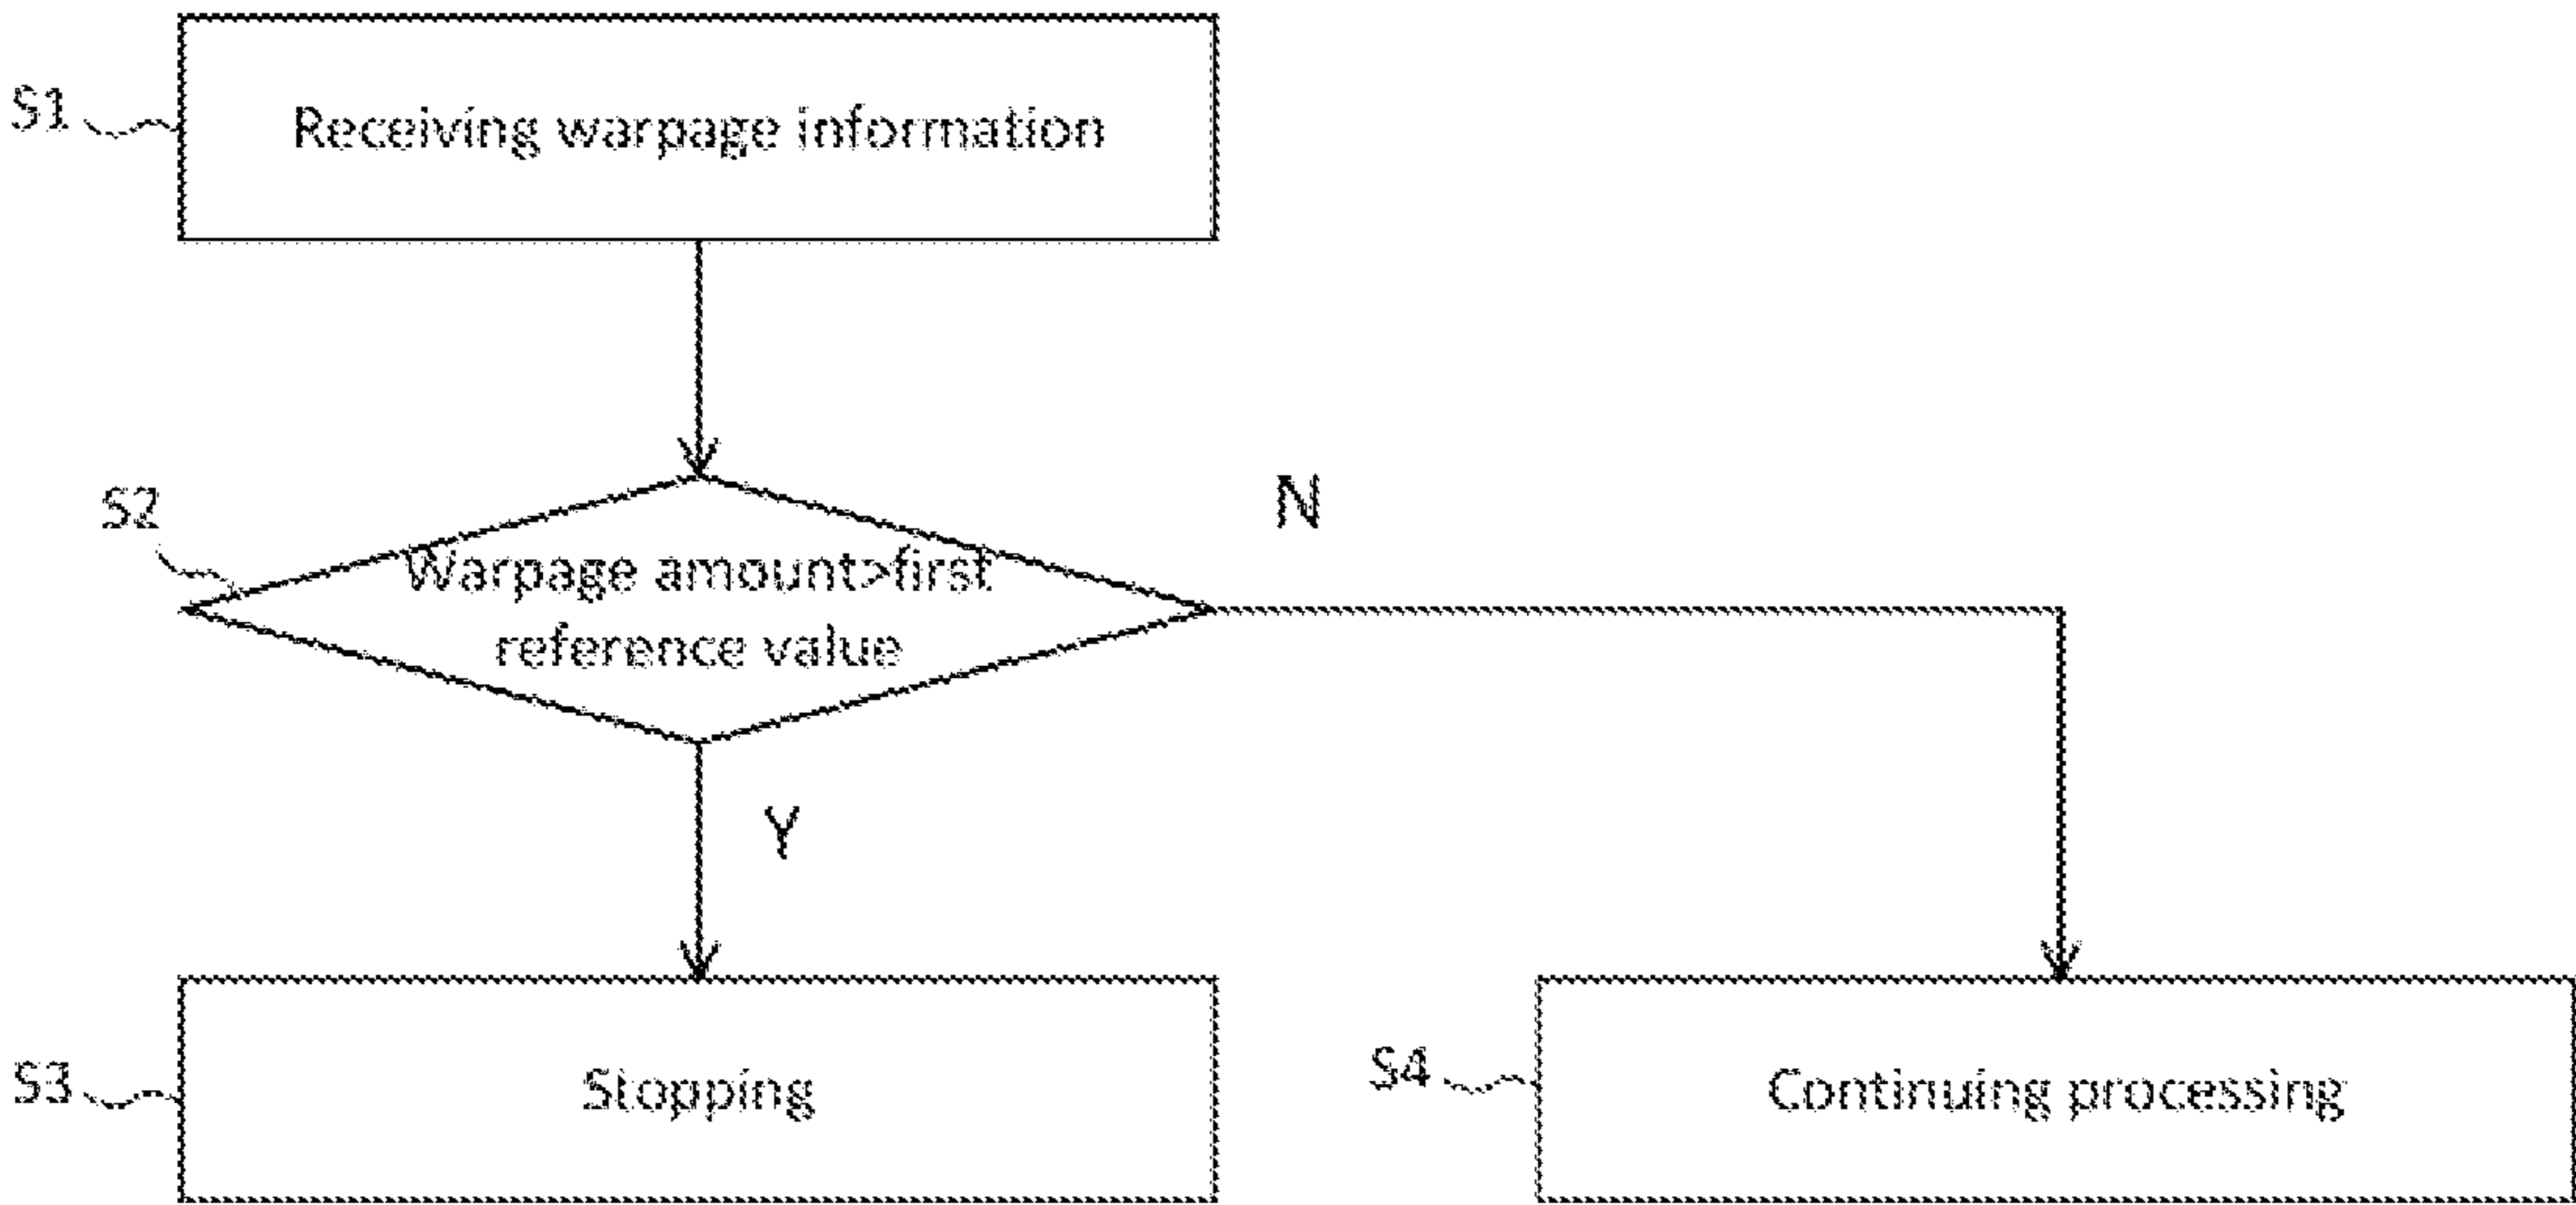 S1
Receiving warpage information
S2
N
Warpage amount>first
reference value
Y
S3
Stopping
S4
Continuing processing